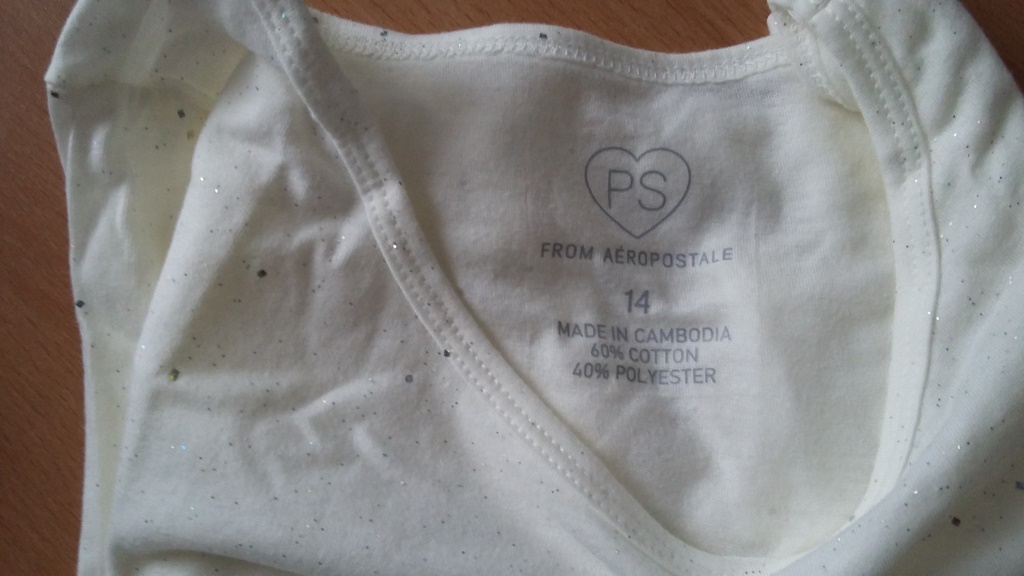 PS
FROM AÉROPOSTALE
14
MADE IN CAMBODIA
60% COTTON
40% POLYESTER